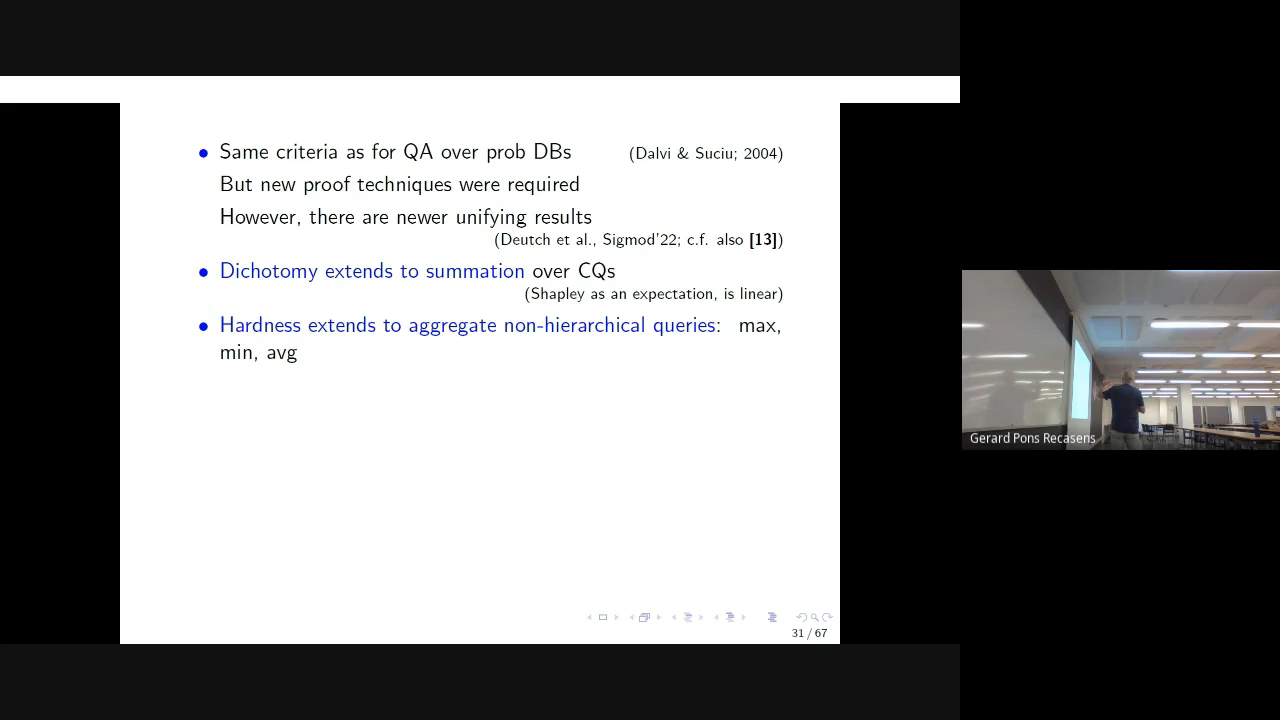 • Same criteria as for QA over prob DBs (Dalvi & Suciu; 2004)
But new proof techniques were required
However, there are newer unifying results
(Deutch et al., Sigmod'22; c.f. also [13])
• Dichotomy extends to summation over CQs
(Shapley as an expectation, is linear)
• Hardness extends to aggregate non-hierarchical queries: max,
min, avg
31 / 67
Gerard Pons Recasens